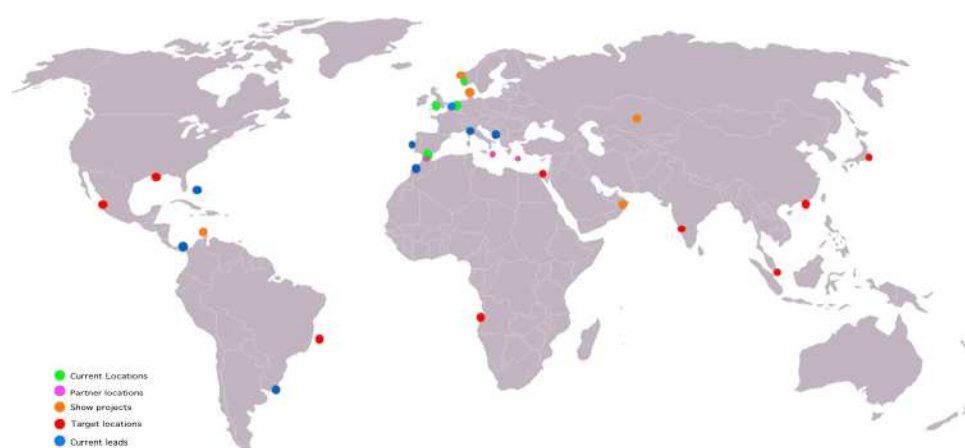 Current Locations
Partner locations
Show projects
Target locations
Current leads